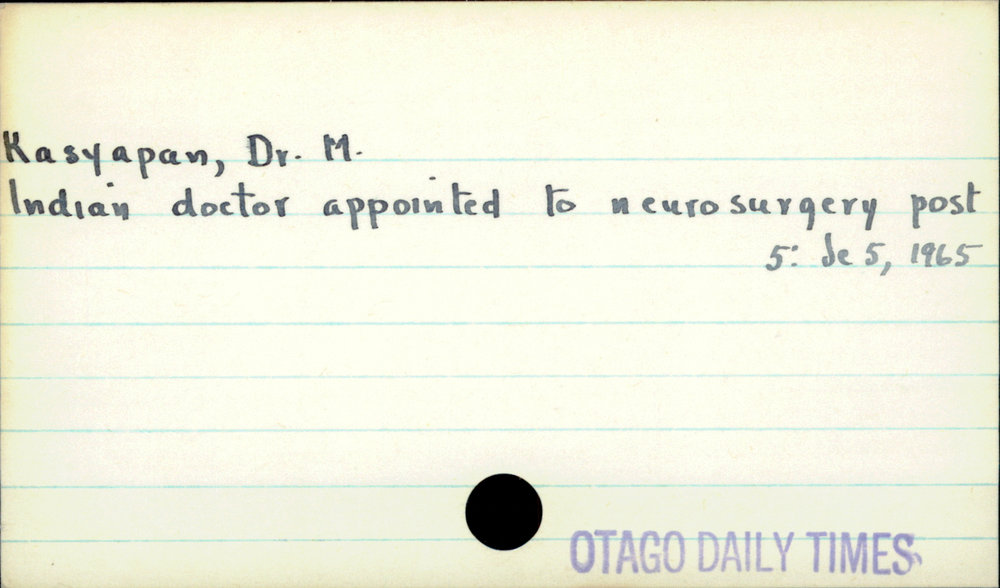 Kasyapan, Dr. M.
Indian doctor appointed to neurosurgery post
5: Je 5, 1965
OTAGO DAILY TIMES